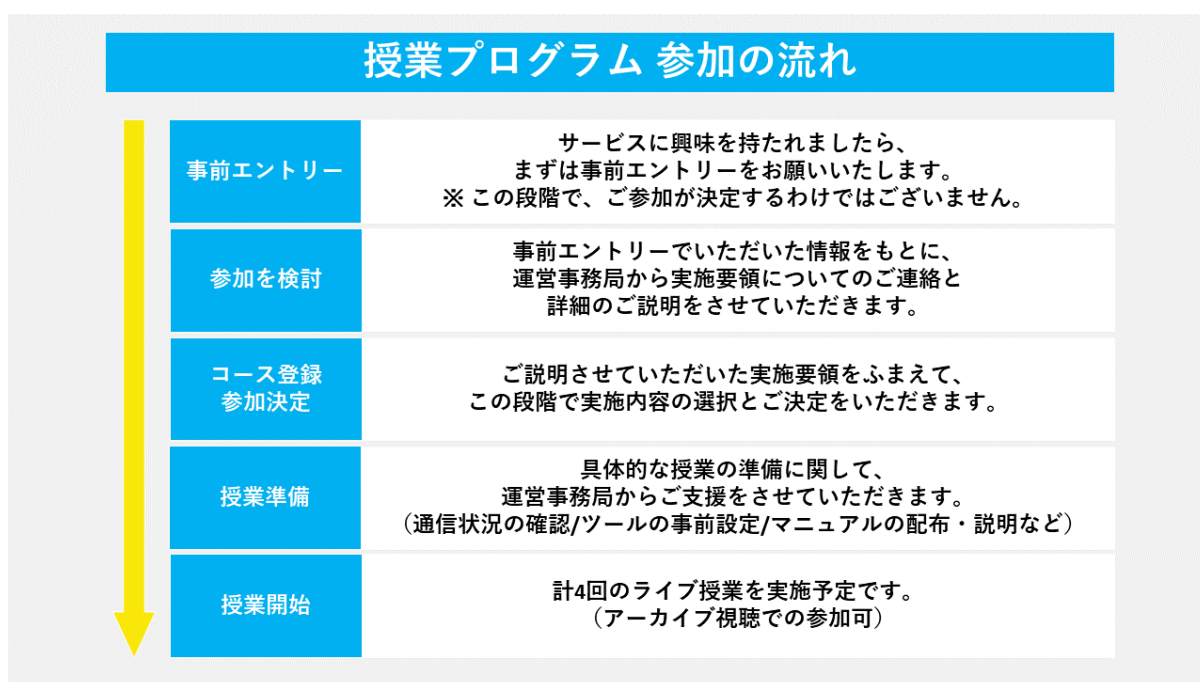 授業プログラム 参加の流れ
事前エントリー
サービスに興味を持たれましたら、
まずは事前エントリーをお願いいたします。
※ この段階で、ご参加が決定するわけではございません。
参加を検討
事前エントリーでいただいた情報をもとに、
運営事務局から実施要領についてのご連絡と
詳細のご説明をさせていただきます。
コース登録
参加決定
ご説明させていただいた実施要領をふまえて、
この段階で実施内容の選択とご決定をいただきます。
授業準備
具体的な授業の準備に関して、
運営事務局からご支援をさせていただきます。
（通信状況の確認/ツールの事前設定/マニュアルの配布・説明など）
授業開始
計4回のライブ授業を実施予定です。
（アーカイブ視聴での参加可）